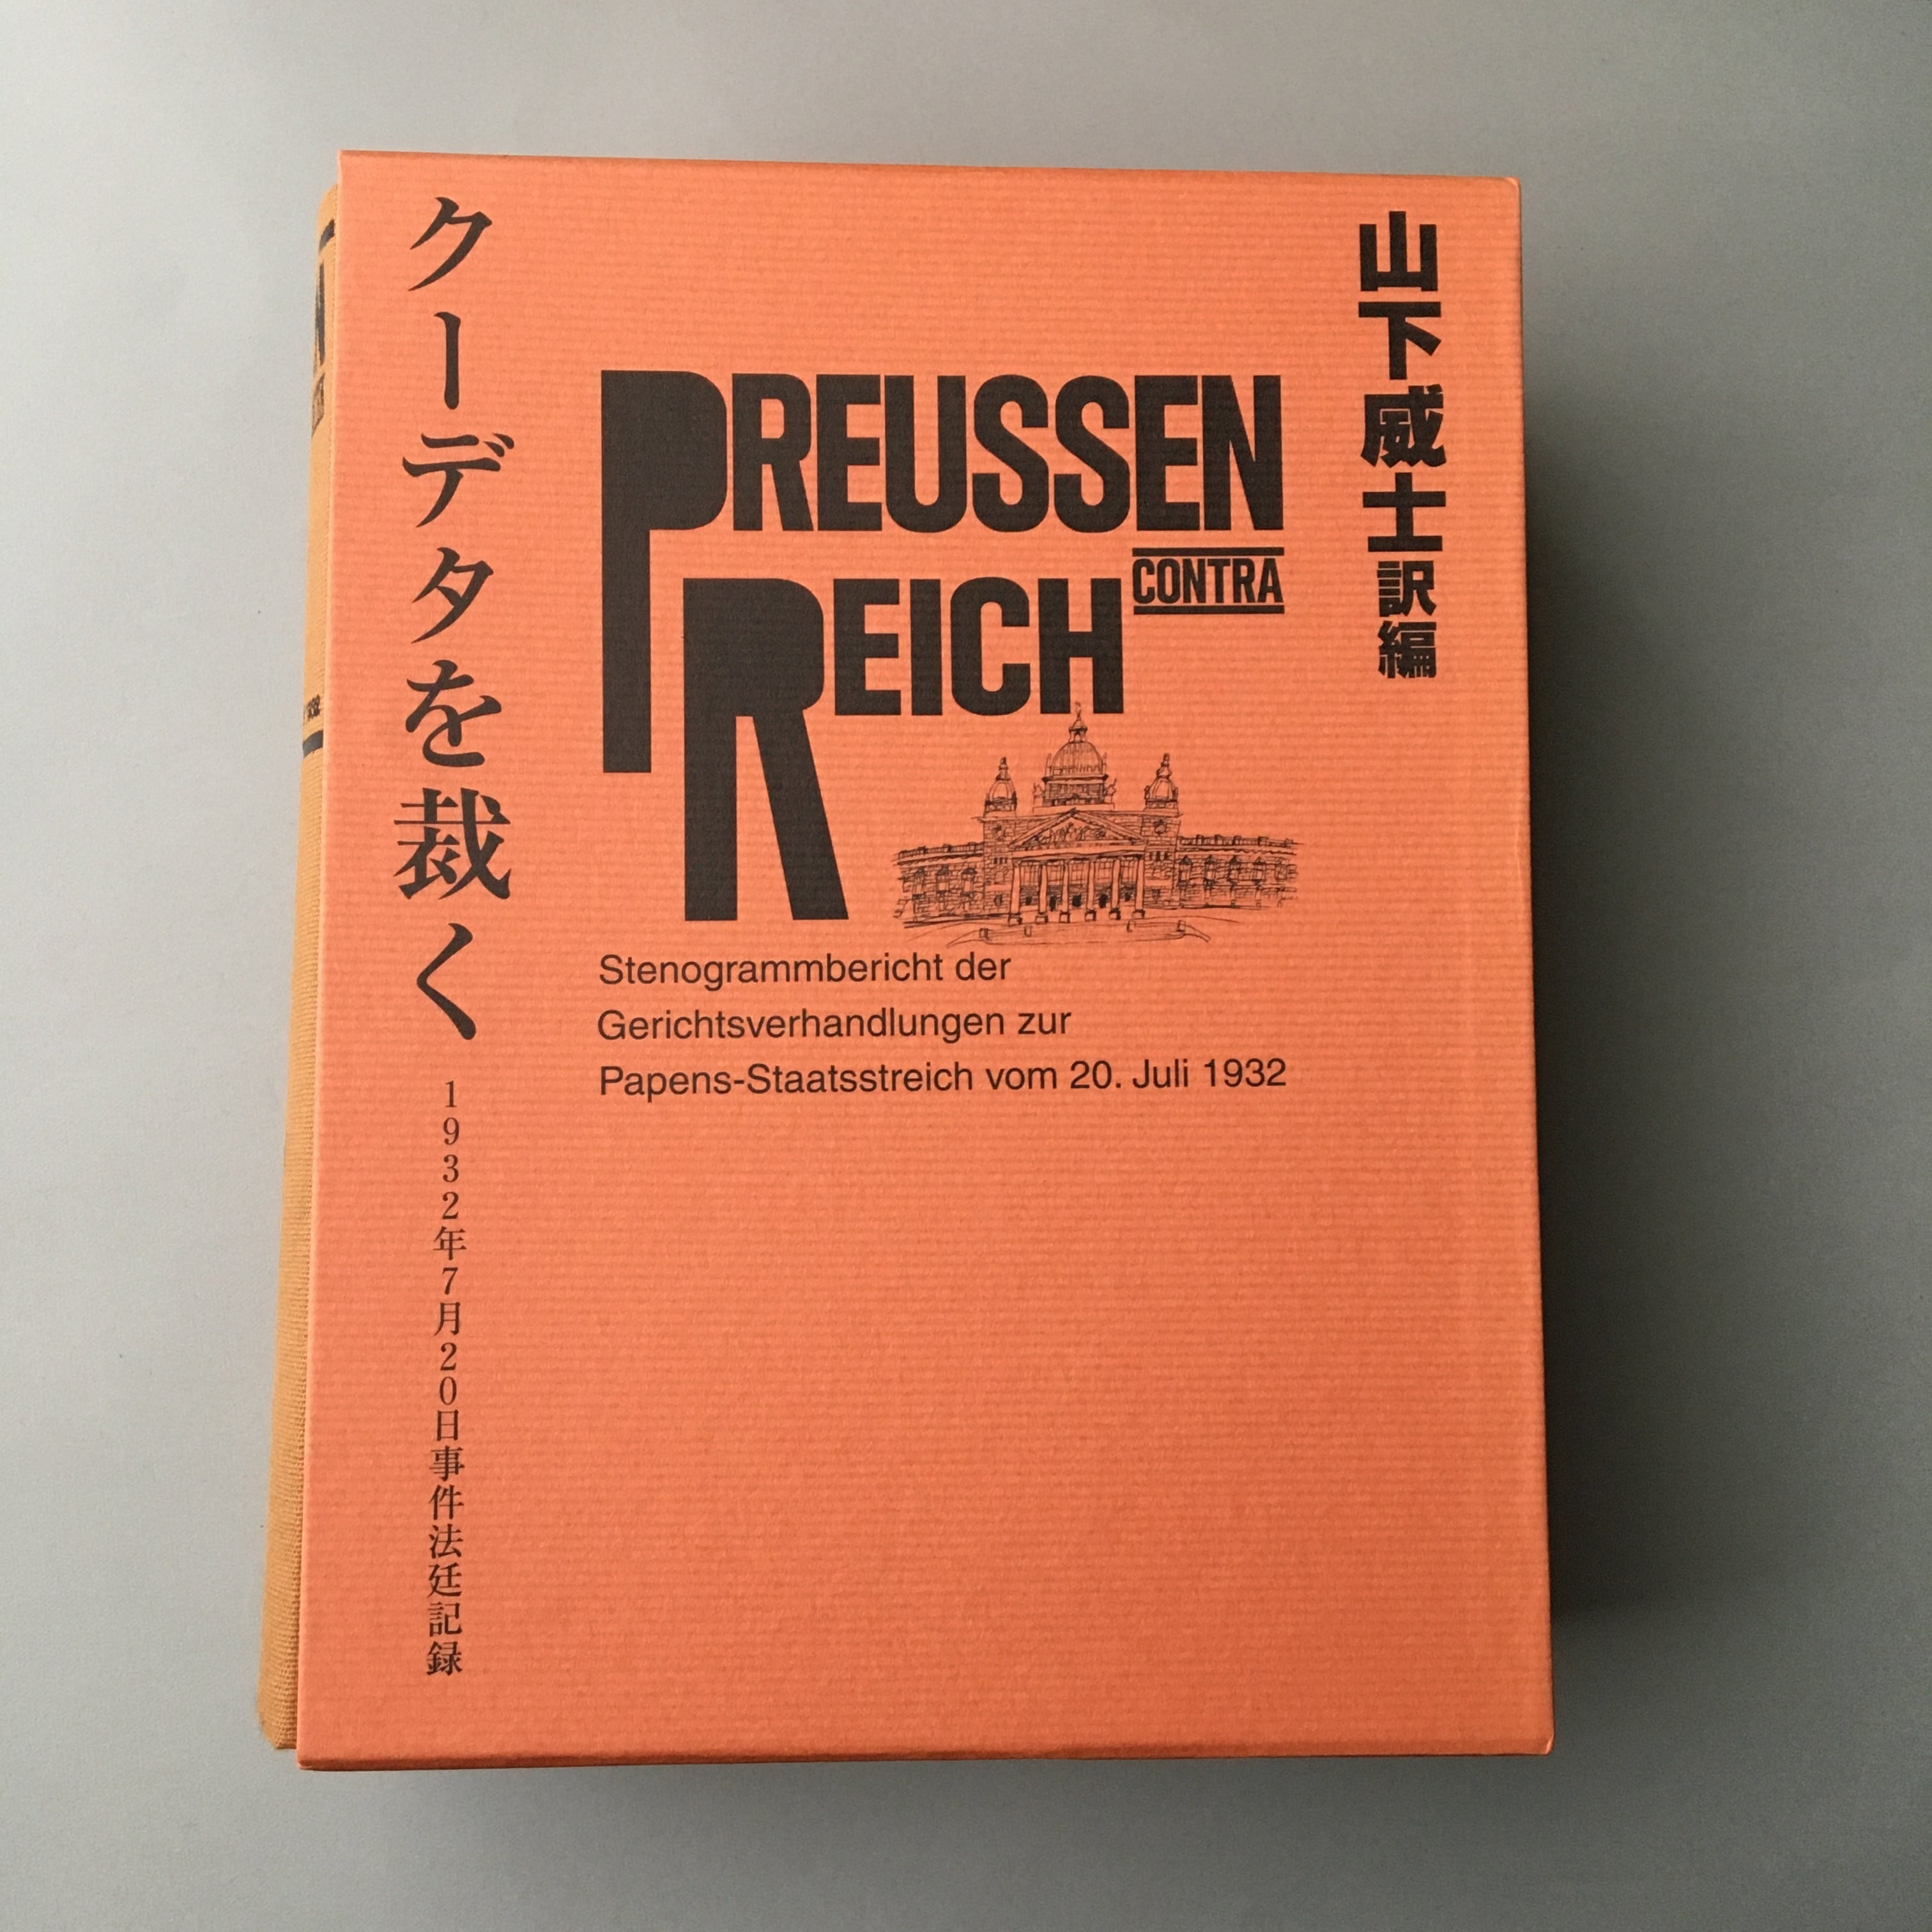 山下威士訳編
PREUSSEN
CONTRA
REICH
Stenogrammbericht der
Gerichtsverhandlungen zur
Papens-Staatsstreich vom 20. Juli 1932
クーデタを裁く
1932年7月20日事件法廷記録